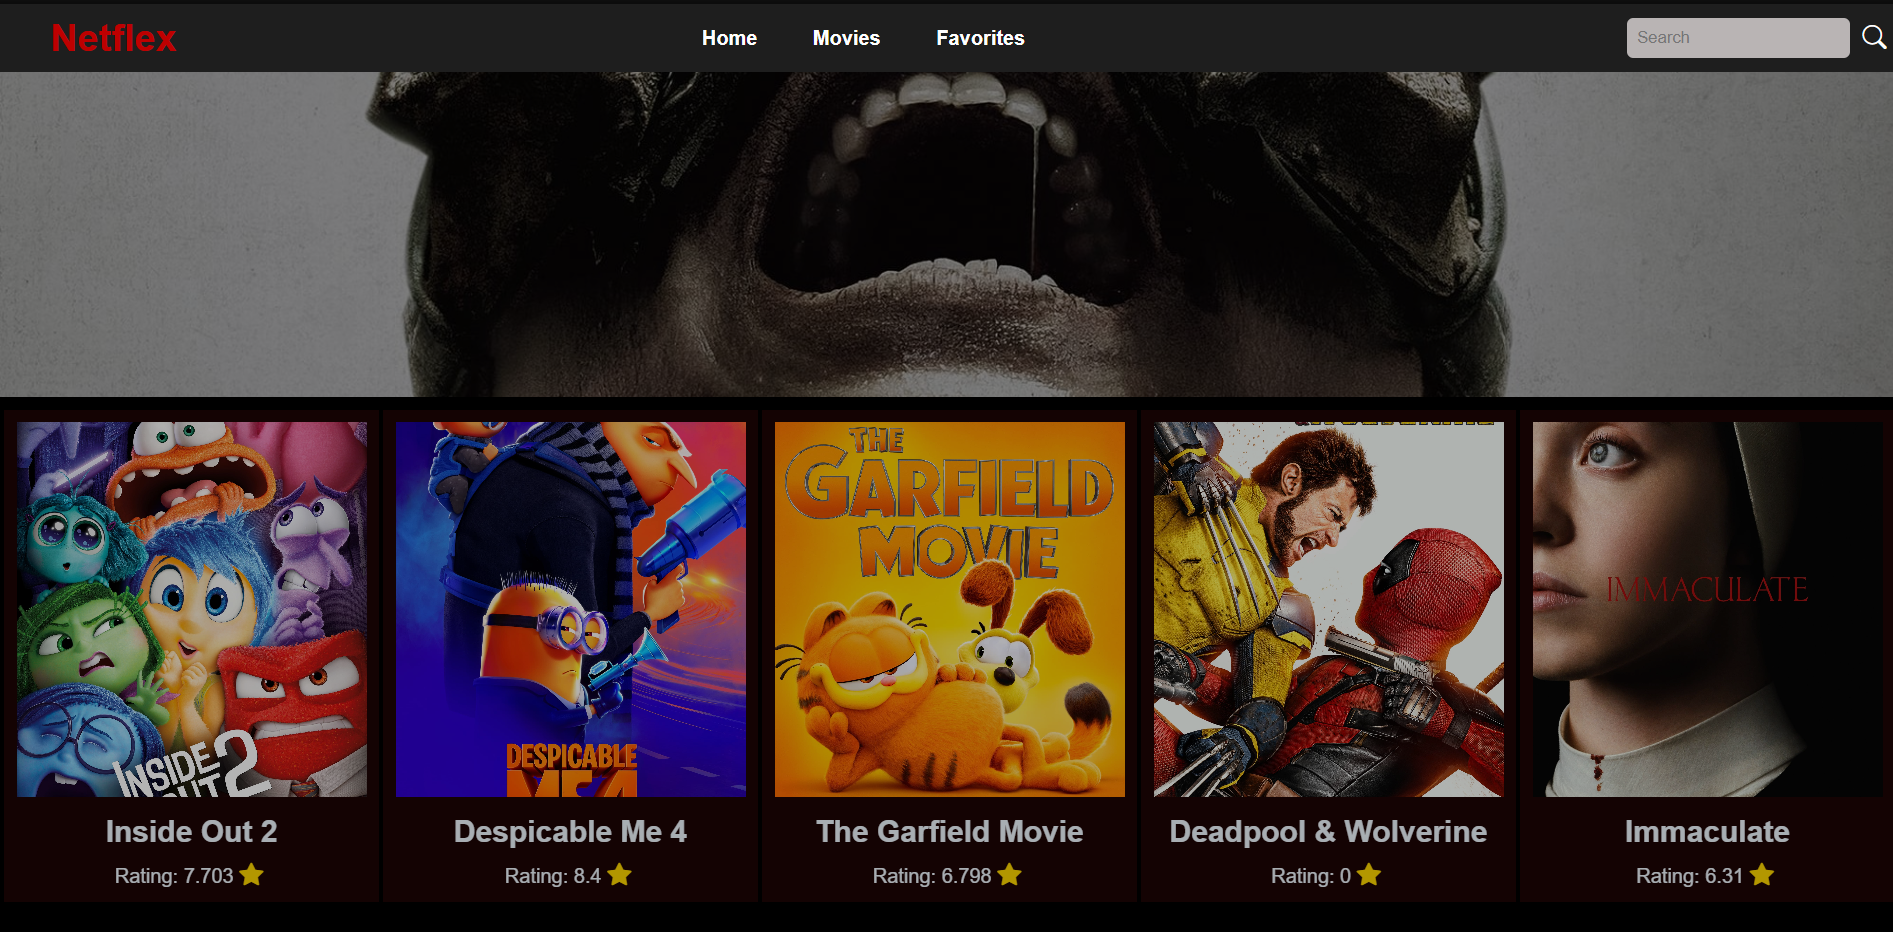 Netflex
Home
Movies
Favorites
Search
INSIDE
OUT 2
DESPICABLE
ME 4
THE
GARFIELD
MOVIE
IMMACULATE
Inside Out 2
Despicable Me 4
The Garfield Movie
Deadpool & Wolverine
Immaculate
Rating: 7.703
Rating: 8.4
Rating: 6.798
Rating: 0
Rating: 6.31